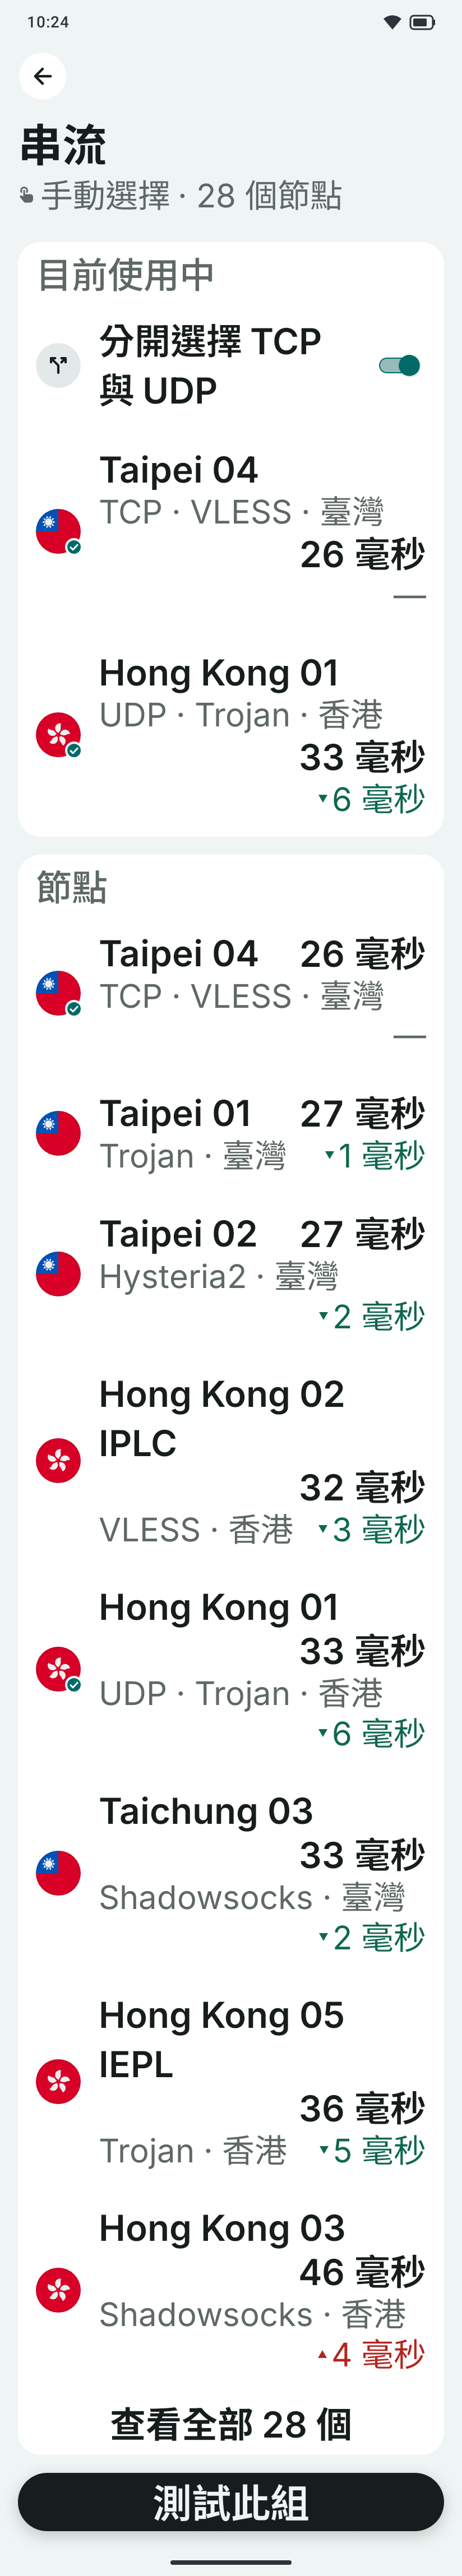 10:24
串流
手動選擇 · 28 個節點
目前使用中
分開選擇 TCP
與 UDP
Taipei 04
TCP · VLESS · 臺灣
26 毫秒
—
Hong Kong 01
UDP · Trojan · 香港
33 毫秒
▼6 毫秒
節點
Taipei 04 26 毫秒
TCP · VLESS · 臺灣
—
Taipei 01 27 毫秒
Trojan · 臺灣 ▼1 毫秒
Taipei 02 27 毫秒
Hysteria2 · 臺灣
▼2 毫秒
Hong Kong 02
IPLC
32 毫秒
VLESS · 香港 ▼3 毫秒
Hong Kong 01
33 毫秒
UDP · Trojan · 香港
▼6 毫秒
Taichung 03
33 毫秒
Shadowsocks · 臺灣
▼2 毫秒
Hong Kong 05
IEPL
36 毫秒
Trojan · 香港 ▼5 毫秒
Hong Kong 03
46 毫秒
Shadowsocks · 香港
▲4 毫秒
查看全部 28 個
測試此組